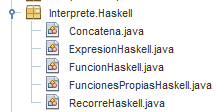 Interprete.Haskell
Concatena.java
ExpresionHaskell.java
FuncionHaskell.java
FuncionesPropiasHaskell.java
RecorreHaskell.java